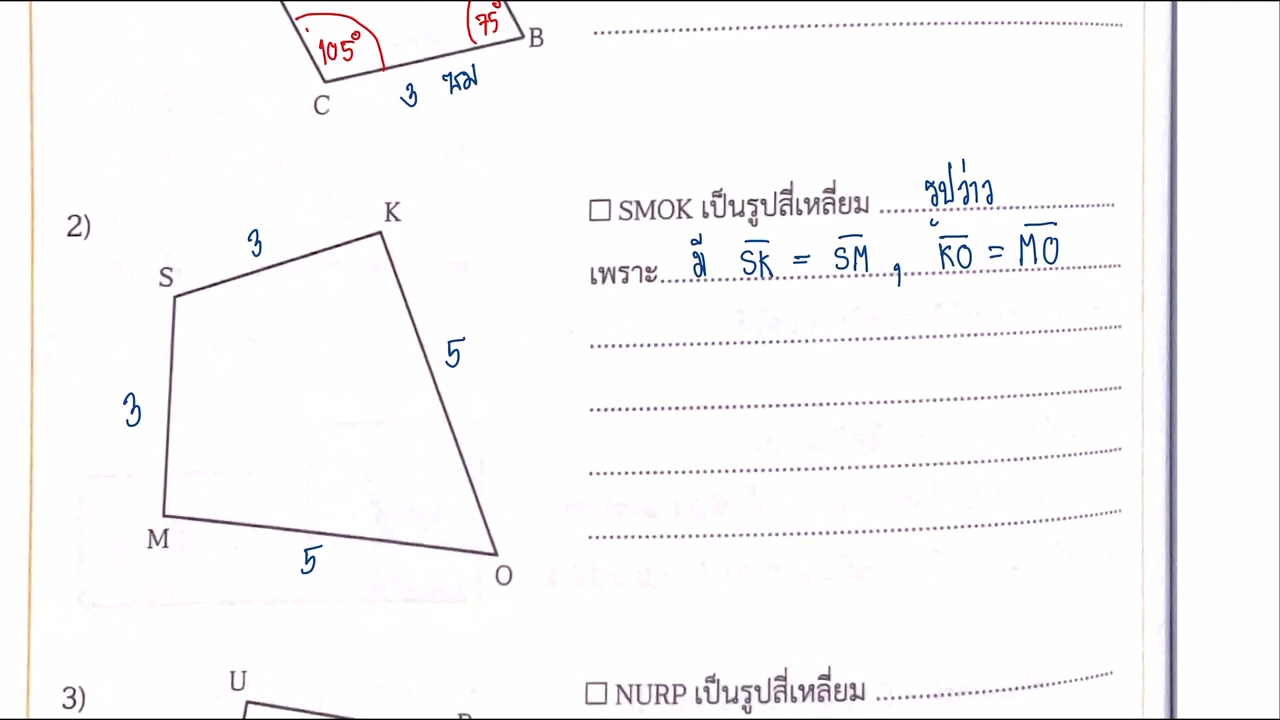 105°
75°
B
C
3 ซม
2)
K
S
3
3
5
5
M
O
□ SMOK เป็นรูปสี่เหลี่ยม รูปว่าว
เพราะ มี SK = SM , KO = MO
3)
U
□ NURP เป็นรูปสี่เหลี่ยม